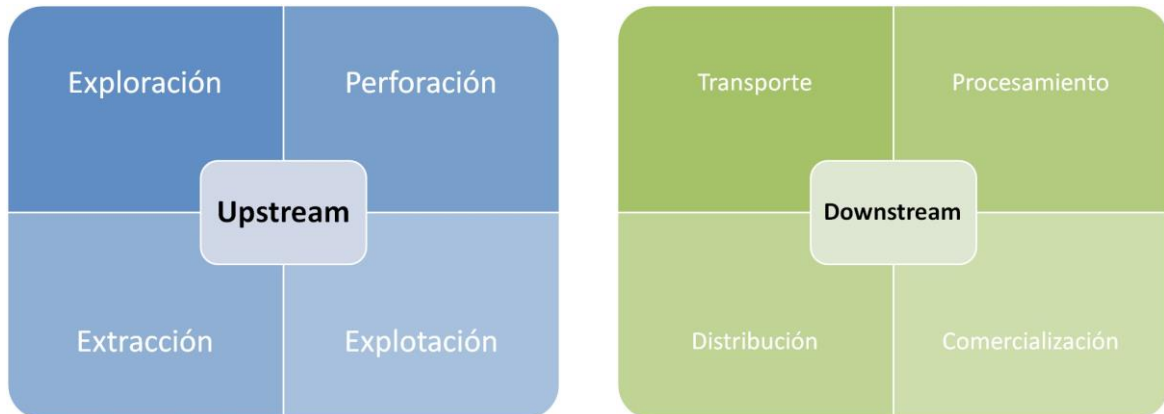 Exploración
Perforación
Upstream
Extracción
Explotación
Transporte
Procesamiento
Downstream
Distribución
Comercialización